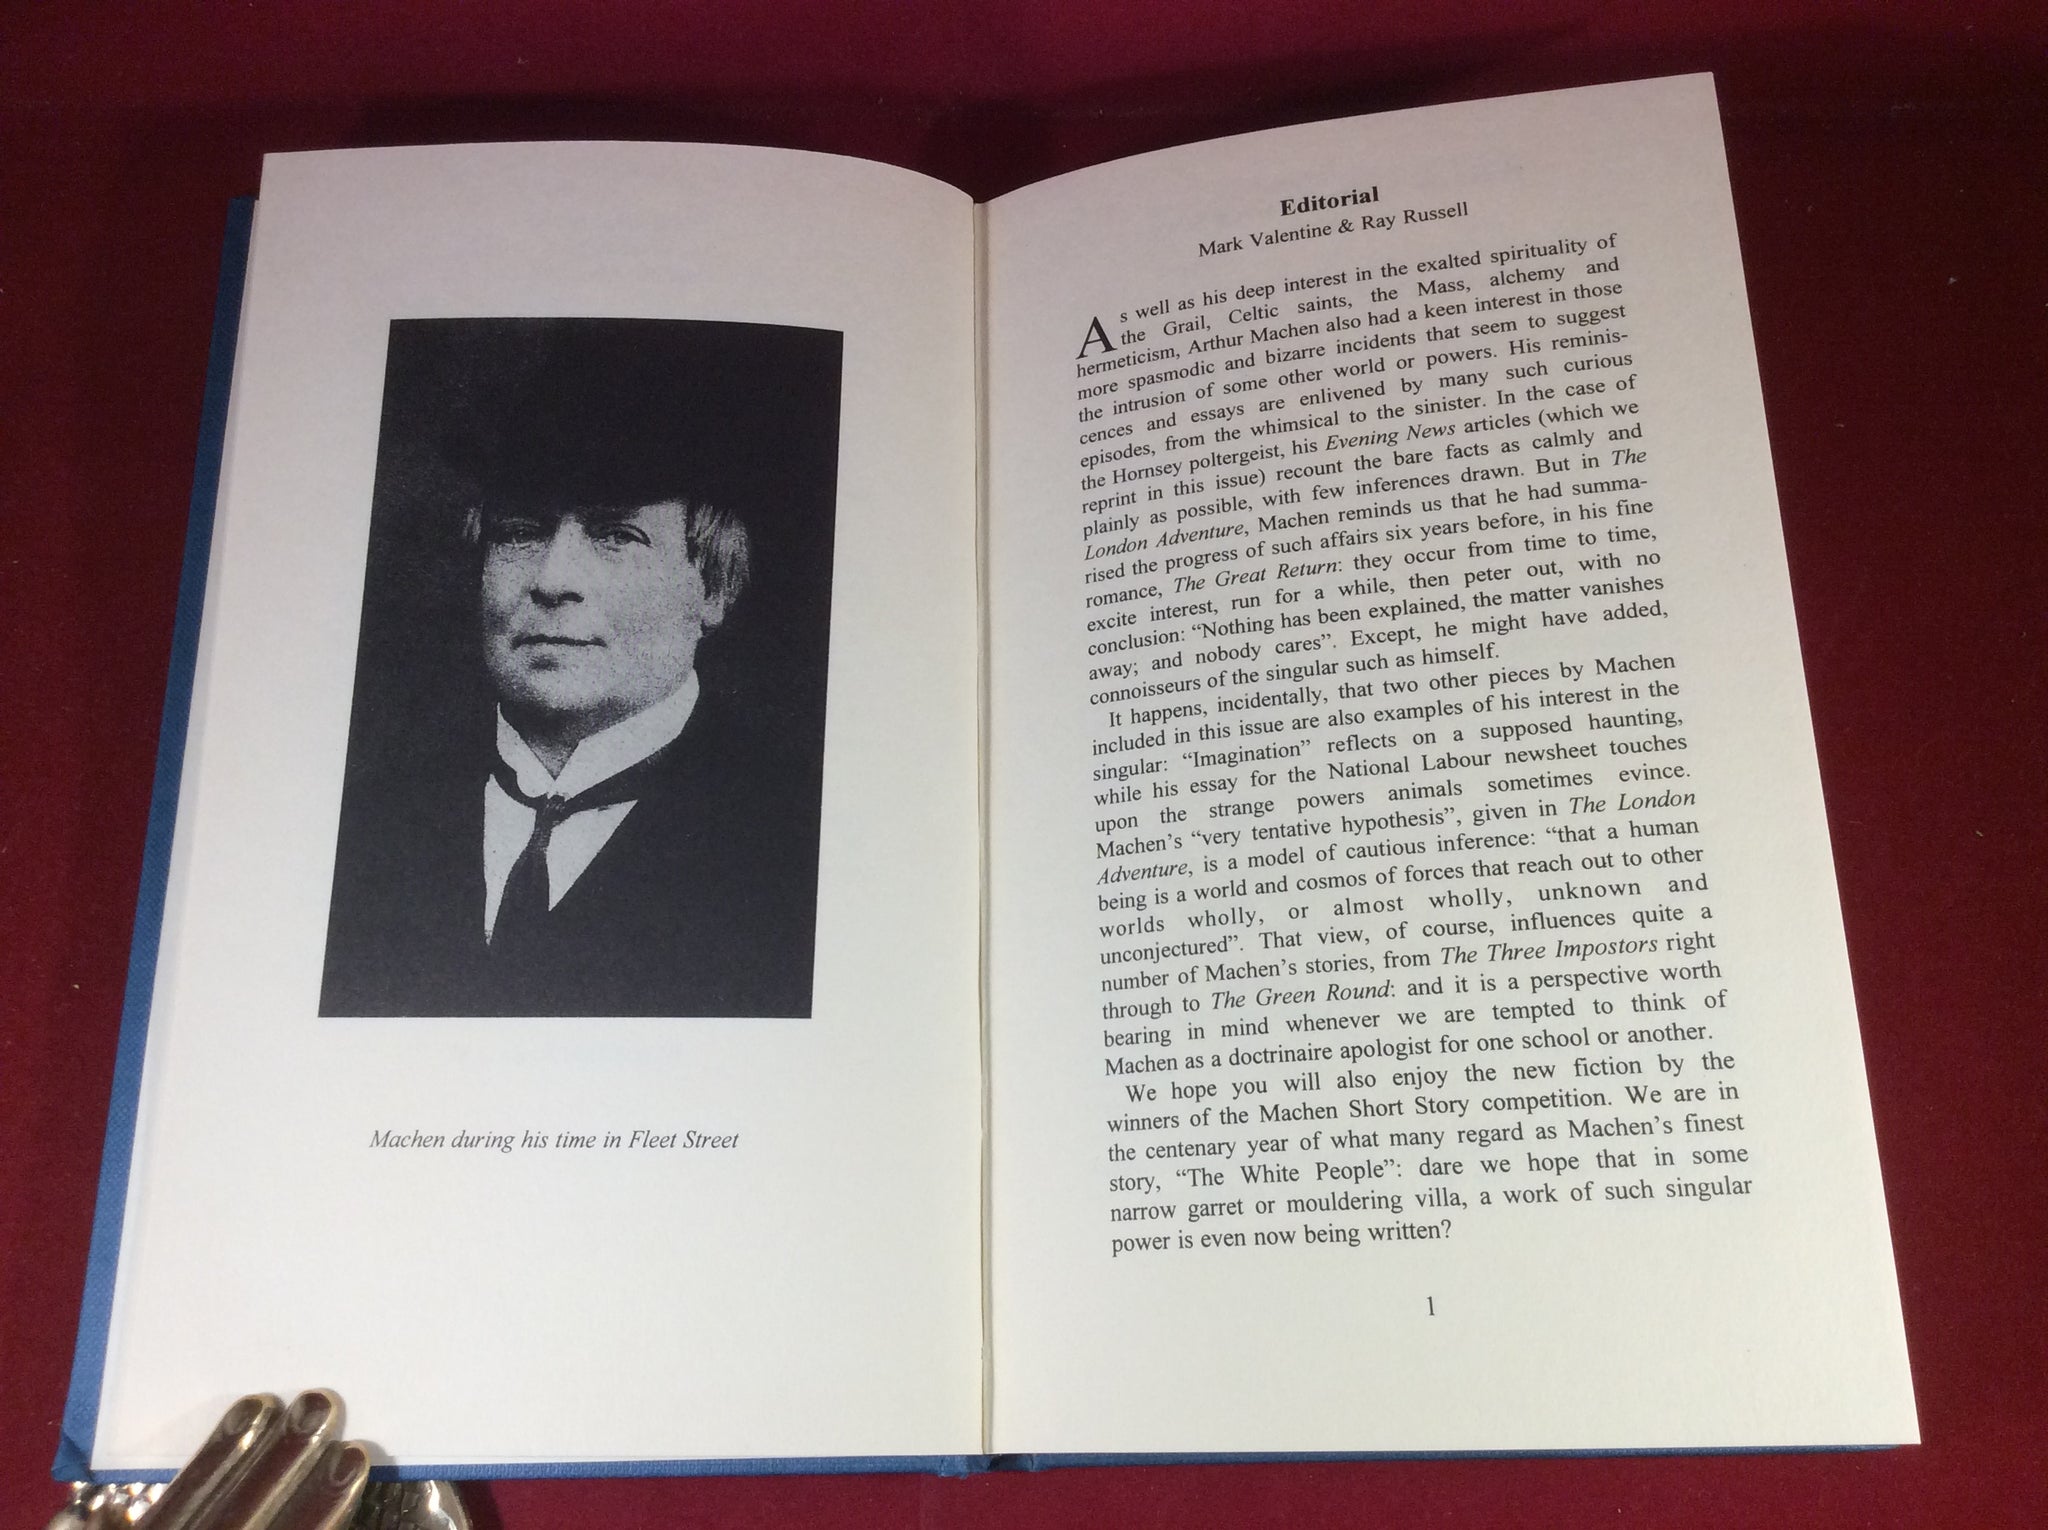 Machen during his time in Fleet Street
Editorial
Mark Valentine & Ray Russell
As well as his deep interest in the exalted spirituality of
the Grail, Celtic saints, the Mass, alchemy and
hermeticism, Arthur Machen also had a keen interest in those
more spasmodic and bizarre incidents that seem to suggest
the intrusion of some other world or powers. His reminis-
cences and essays are enlivened by many such curious
episodes, from the whimsical to the sinister. In the case of
the Hornsey poltergeist, his Evening News articles (which we
reprint in this issue) recount the bare facts as calmly and
plainly as possible, with few inferences drawn. But in The
London Adventure, Machen reminds us that he had summa-
rised the progress of such affairs six years before, in his fine
romance, The Great Return: they occur from time to time,
excite interest, run for a while, then peter out, with no
conclusion: “Nothing has been explained, the matter vanishes
away; and nobody cares”. Except, he might have added,
connoisseurs of the singular such as himself.
It happens, incidentally, that two other pieces by Machen
included in this issue are also examples of his interest in the
singular: “Imagination” reflects on a supposed haunting,
while his essay for the National Labour newsheet touches
upon the strange powers animals sometimes evince.
Machen’s “very tentative hypothesis”, given in The London
Adventure, is a model of cautious inference: “that a human
being is a world and cosmos of forces that reach out to other
worlds wholly, or almost wholly, unknown and
unconjectured”. That view, of course, influences quite a
number of Machen’s stories, from The Three Impostors right
through to The Green Round: and it is a perspective worth
bearing in mind whenever we are tempted to think of
Machen as a doctrinaire apologist for one school or another.
We hope you will also enjoy the new fiction by the
winners of the Machen Short Story competition. We are in
the centenary year of what many regard as Machen’s finest
story, “The White People”: dare we hope that in some
narrow garret or mouldering villa, a work of such singular
power is even now being written?
1